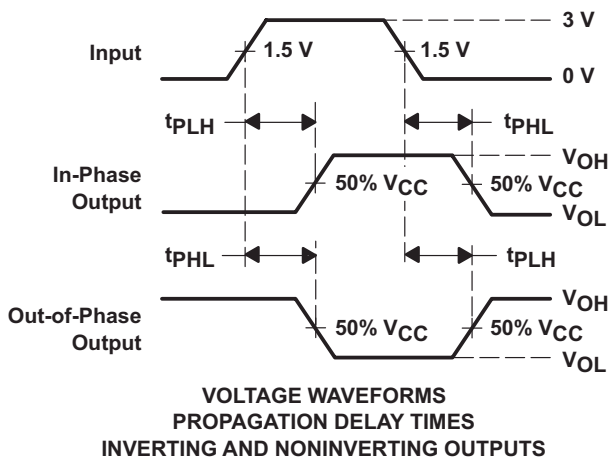 3 V
Input
1.5 V
1.5 V
0 V
tPLH
tPHL
VOH
In-Phase
Output
50% VCC
50% VCC
VOL
tPHL
tPLH
VOH
Out-of-Phase
Output
50% VCC
50% VCC
VOL
VOLTAGE WAVEFORMS
PROPAGATION DELAY TIMES
INVERTING AND NONINVERTING OUTPUTS